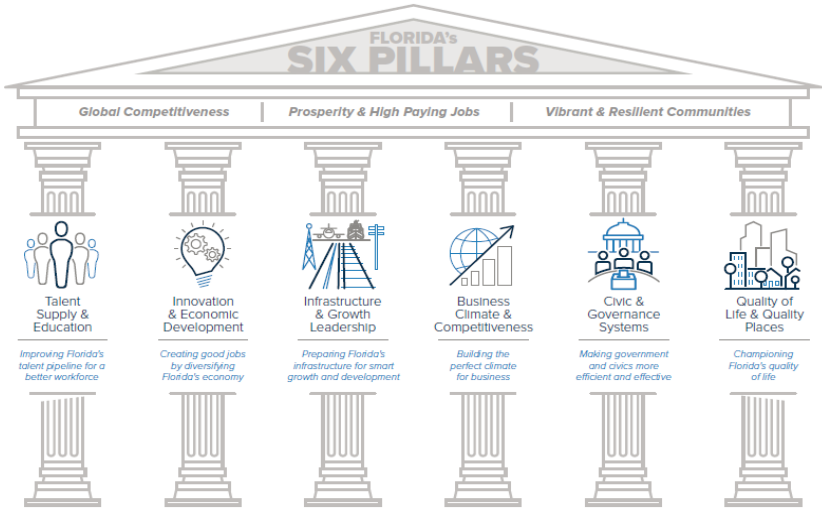 FLORIDA's
SIX PILLARS
Global Competitiveness
Prosperity & High Paying Jobs
Vibrant & Resilient Communities
Talent
Supply &
Education
Improving Florida's
talent pipeline for a
better workforce
Innovation
& Economic
Development
Creating good jobs
by diversifying
Florida's economy
Infrastructure
& Growth
Leadership
Preparing Florida's
infrastructure for smart
growth and development
Business
Climate &
Competitiveness
Building the
perfect climate
for business
Civic &
Governance
Systems
Making government
and civics more
efficient and effective
Quality of
Life & Quality
Places
Championing
Florida's quality
of life